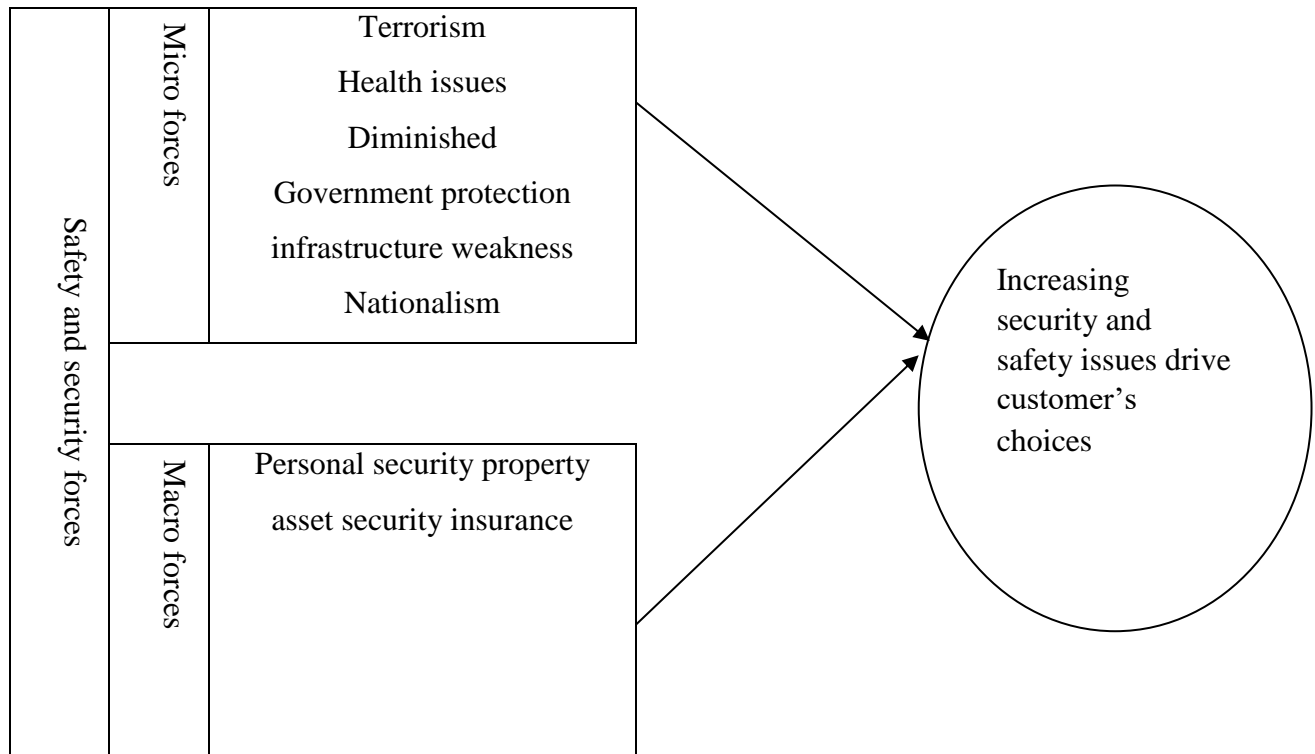 Safety and security forces
Micro forces
Terrorism
Health issues
Diminished
Government protection
infrastructure weakness
Nationalism
Macro forces
Personal security property
asset security insurance
Increasing
security and
safety issues drive
customer’s
choices